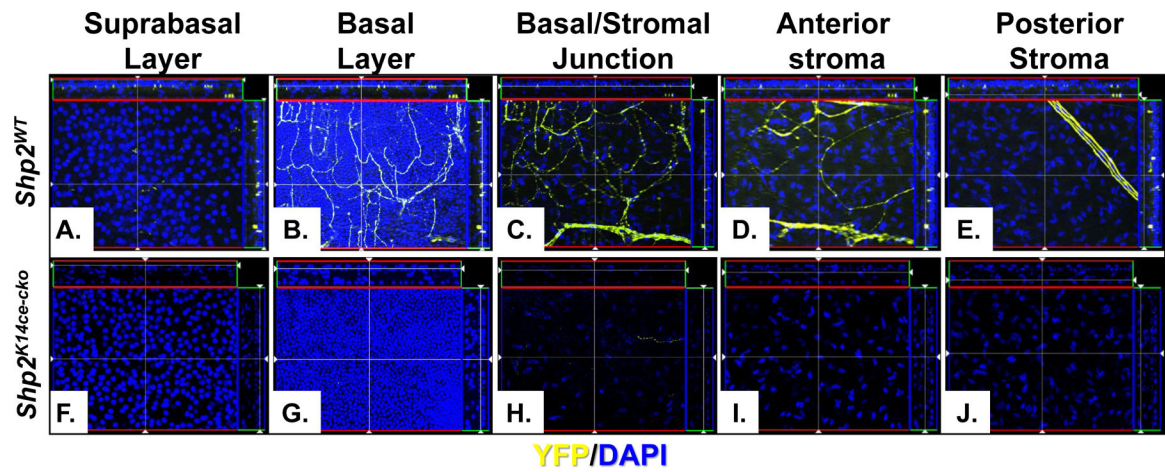 Suprabasal Layer
Basal Layer
Basal/Stromal Junction
Anterior stroma
Posterior Stroma
Shp2WT
A.
B.
C.
D.
E.
Shp2K14ce-cko
F.
G.
H.
I.
J.
YFP/DAPI